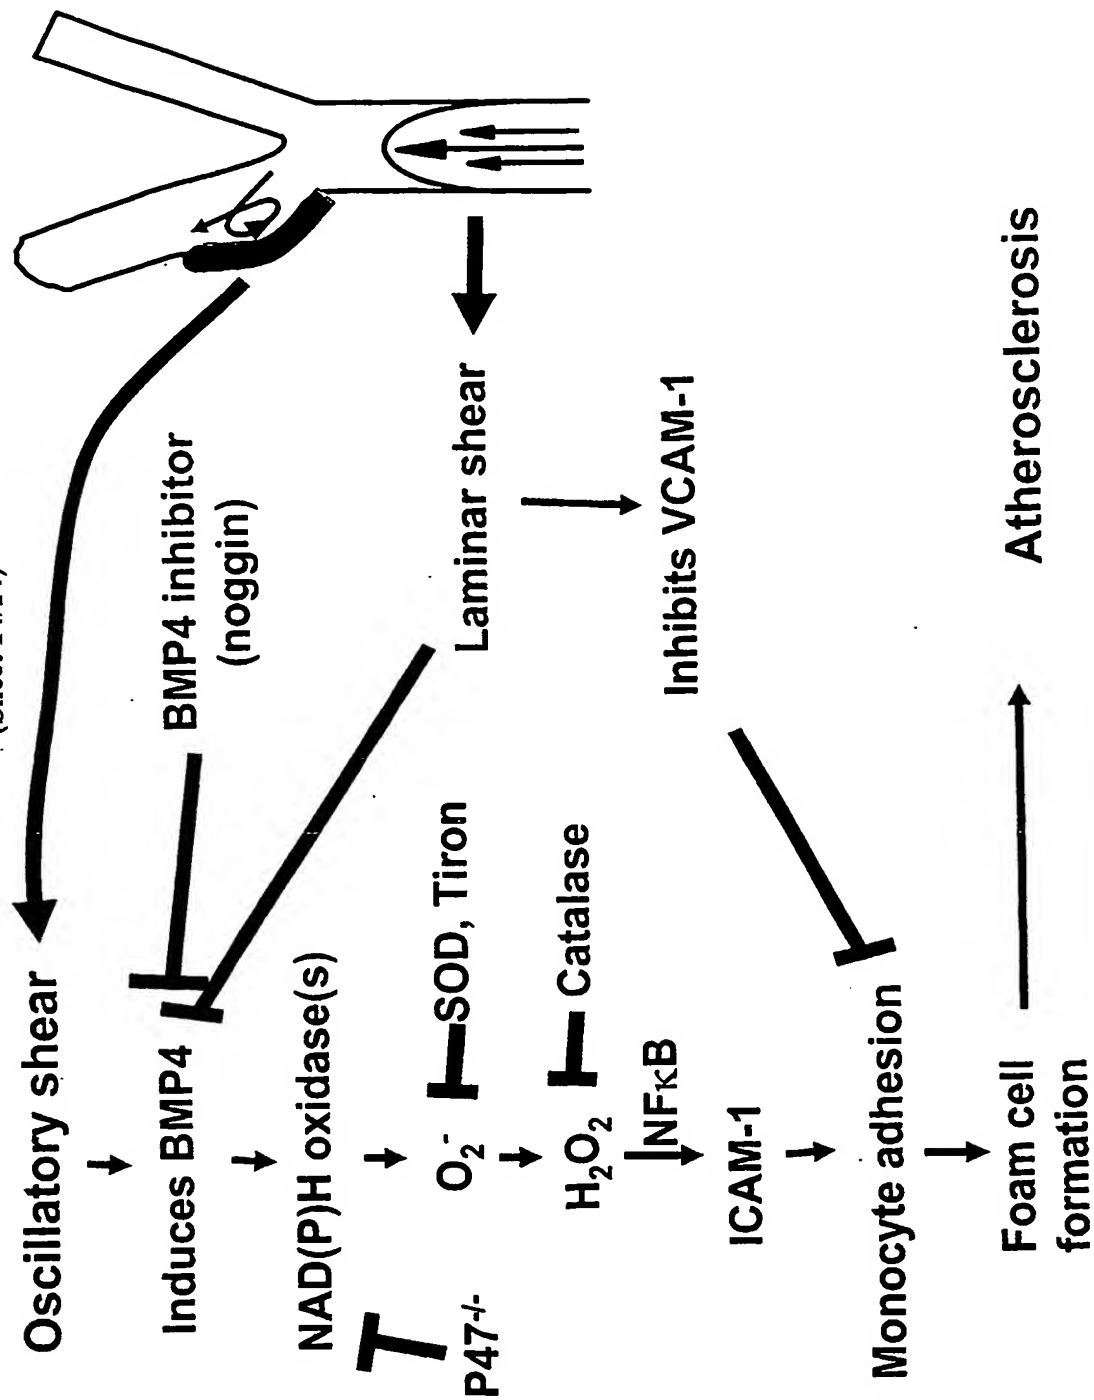 Oscillatory shear
Induces BMP4
BMP4 inhibitor
(noggin)
NAD(P)H oxidase(s)
P47-/-
O2-
SOD, Tiron
Laminar shear
H2O2
Catalase
NFκB
Inhibits VCAM-1
ICAM-1
Monocyte adhesion
Foam cell
formation
Atherosclerosis